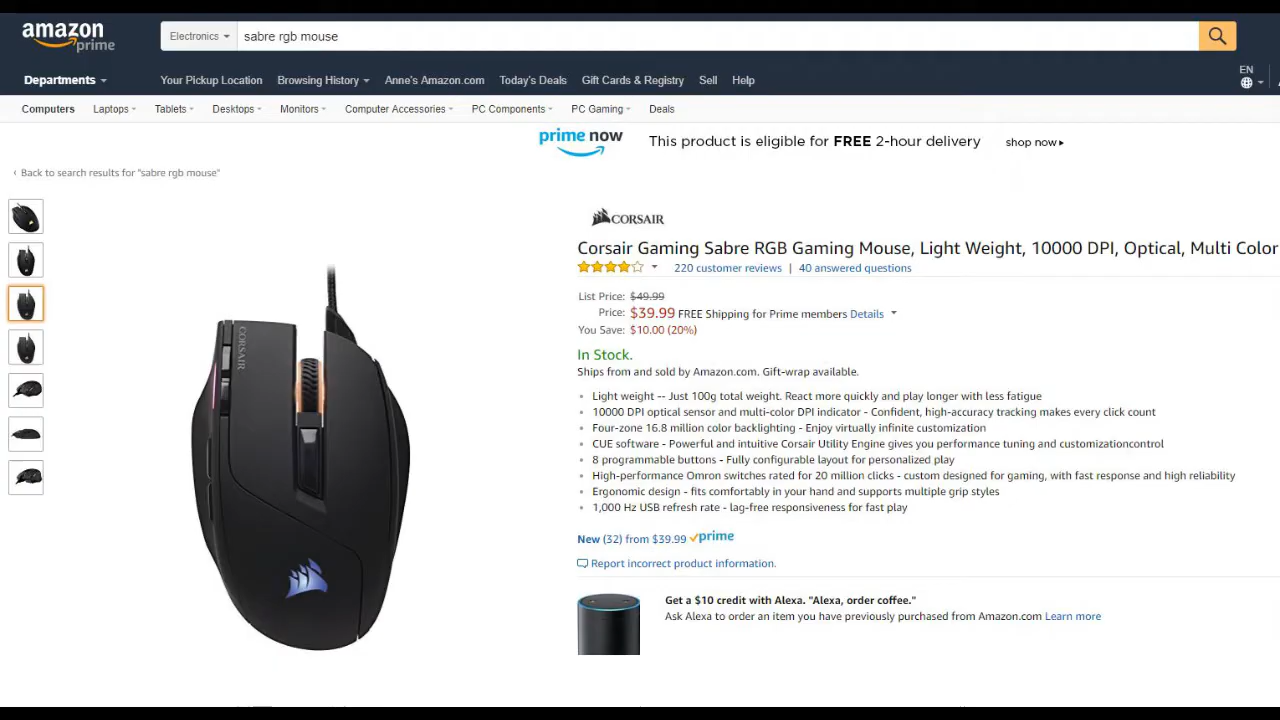 amazon
prime
Electronics
sabre rgb mouse
Departments
Your Pickup Location
Browsing History
Anne's Amazon.com
Today's Deals
Gift Cards & Registry
Sell
Help
EN
Computers
Laptops
Tablets
Desktops
Monitors
Computer Accessories
PC Components
PC Gaming
Deals
prime now
This product is eligible for FREE 2-hour delivery
shop now
‹ Back to search results for "sabre rgb mouse"
CORSAIR
Corsair Gaming Sabre RGB Gaming Mouse, Light Weight, 10000 DPI, Optical, Multi Color
220 customer reviews | 40 answered questions
List Price: $49.99
Price: $39.99 FREE Shipping for Prime members Details
You Save: $10.00 (20%)
In Stock.
Ships from and sold by Amazon.com. Gift-wrap available.
Light weight -- Just 100g total weight. React more quickly and play longer with less fatigue
10000 DPI optical sensor and multi-color DPI indicator - Confident, high-accuracy tracking makes every click count
Four-zone 16.8 million color backlighting - Enjoy virtually infinite customization
CUE software - Powerful and intuitive Corsair Utility Engine gives you performance tuning and customizationcontrol
8 programmable buttons - Fully configurable layout for personalized play
High-performance Omron switches rated for 20 million clicks - custom designed for gaming, with fast response and high reliability
Ergonomic design - fits comfortably in your hand and supports multiple grip styles
1,000 Hz USB refresh rate - lag-free responsiveness for fast play
New (32) from $39.99 prime
Report incorrect product information.
Get a $10 credit with Alexa. "Alexa, order coffee."
Ask Alexa to order an item you have previously purchased from Amazon.com Learn more
CORSAIR